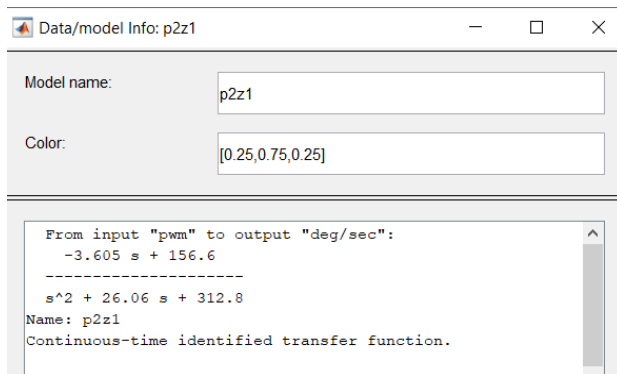 Data/model Info: p2z1
Model name:
p2z1
Color:
[0.25,0.75,0.25]
From input "pwm" to output "deg/sec":
-3.605 s + 156.6
----------------------
s^2 + 26.06 s + 312.8
Name: p2z1
Continuous-time identified transfer function.